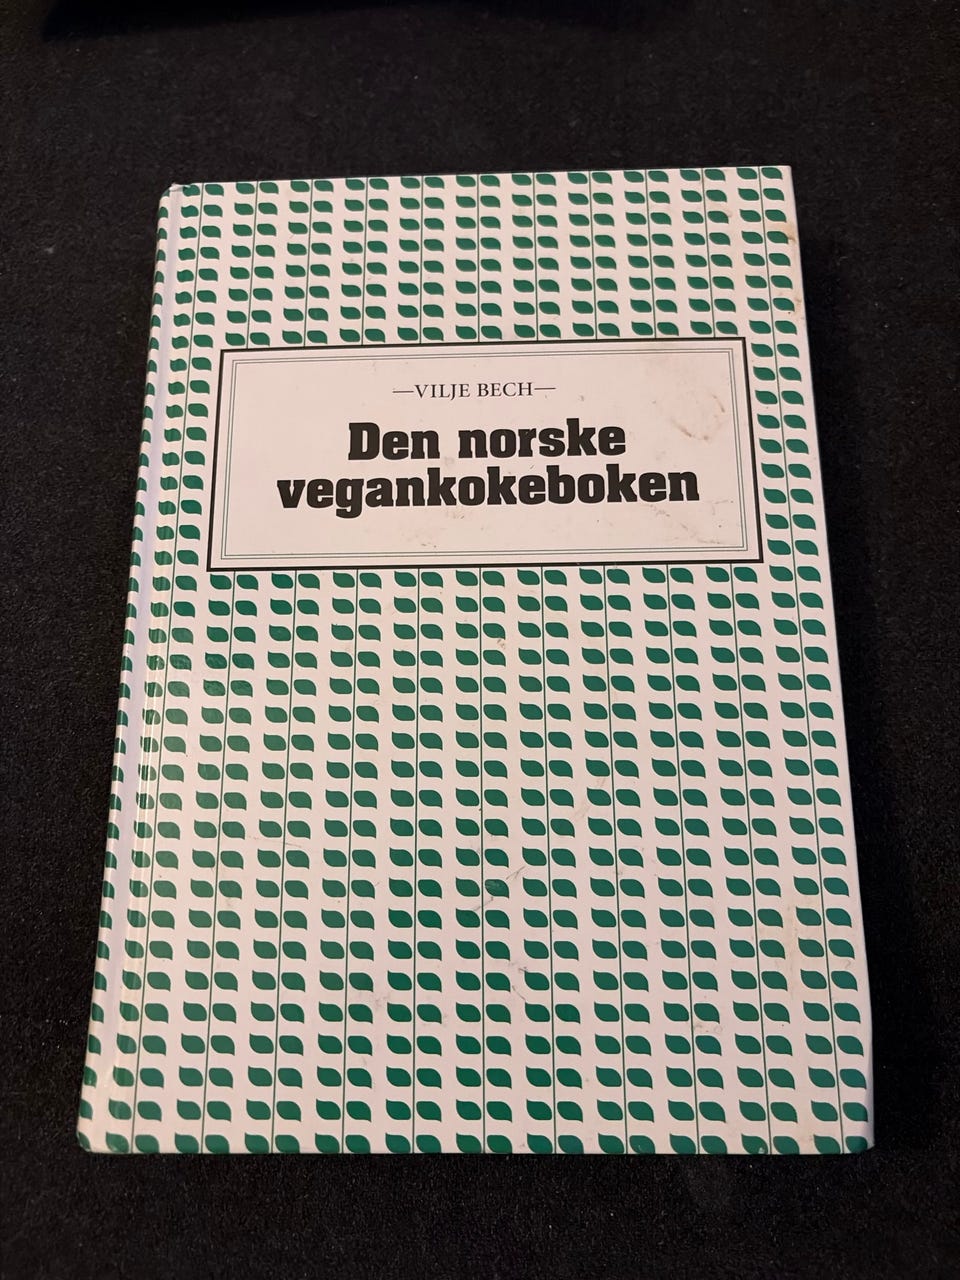 —VILJE BECH—
Den norske
vegankokeboken